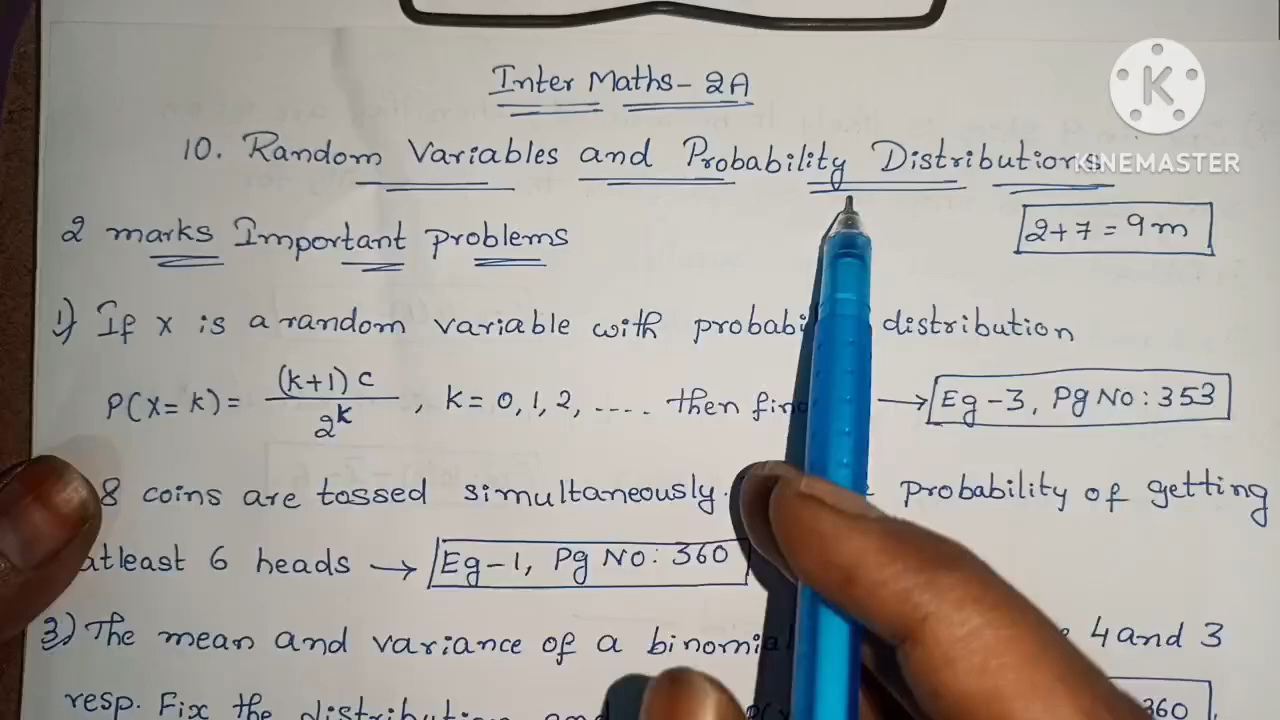 Inter Maths - 2A
10. Random Variables and Probability Distributions
KINEMASTER
2 marks Important problems
2+7 = 9m
1) If x is a random variable with distribution
P(X=k) = (k+1)c / 2^k , k = 0, 1, 2, .... then → Eg-3, Pg No: 353
8 coins are tossed simultaneously. probability of getting
atleast 6 heads → Eg-1, Pg No: 360
3) The mean and variance of a 4 and 3
resp. Fix the 360